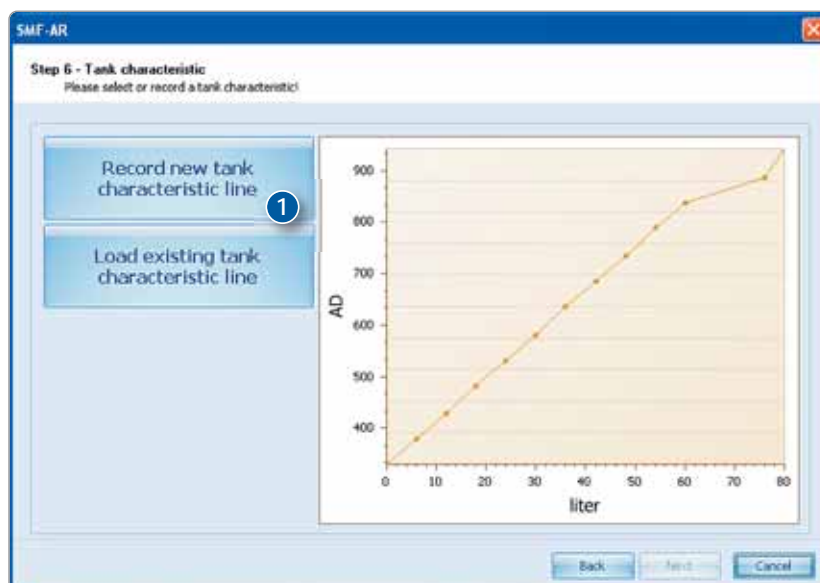 SMF-AR
Step 6 - Tank characteristic
Please select or record a tank characteristic!
Record new tank
characteristic line
1
Load existing tank
characteristic line
AD
900
800
700
600
500
400
0 10 20 30 40 50 60 70 80
liter
Back Next Cancel